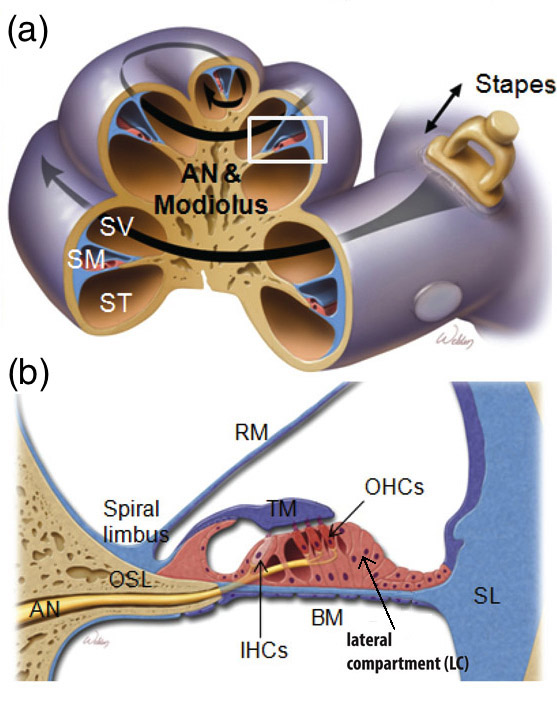 (a)
Stapes
AN &
Modiolus
SV
SM
ST
(b)
RM
TM
OHCs
Spiral
limbus
OSL
AN
SL
BM
IHCs
lateral
compartment (LC)